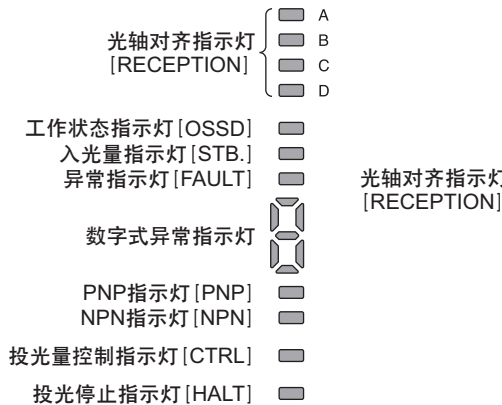 A
光轴对齐指示灯 B
[RECEPTION] C
D
工作状态指示灯[OSSD]
入光量指示灯[STB.]
异常指示灯[FAULT]
光轴对齐指示灯
[RECEPTION]
数字式异常指示灯
PNP指示灯[PNP]
NPN指示灯[NPN]
投光量控制指示灯[CTRL]
投光停止指示灯[HALT]